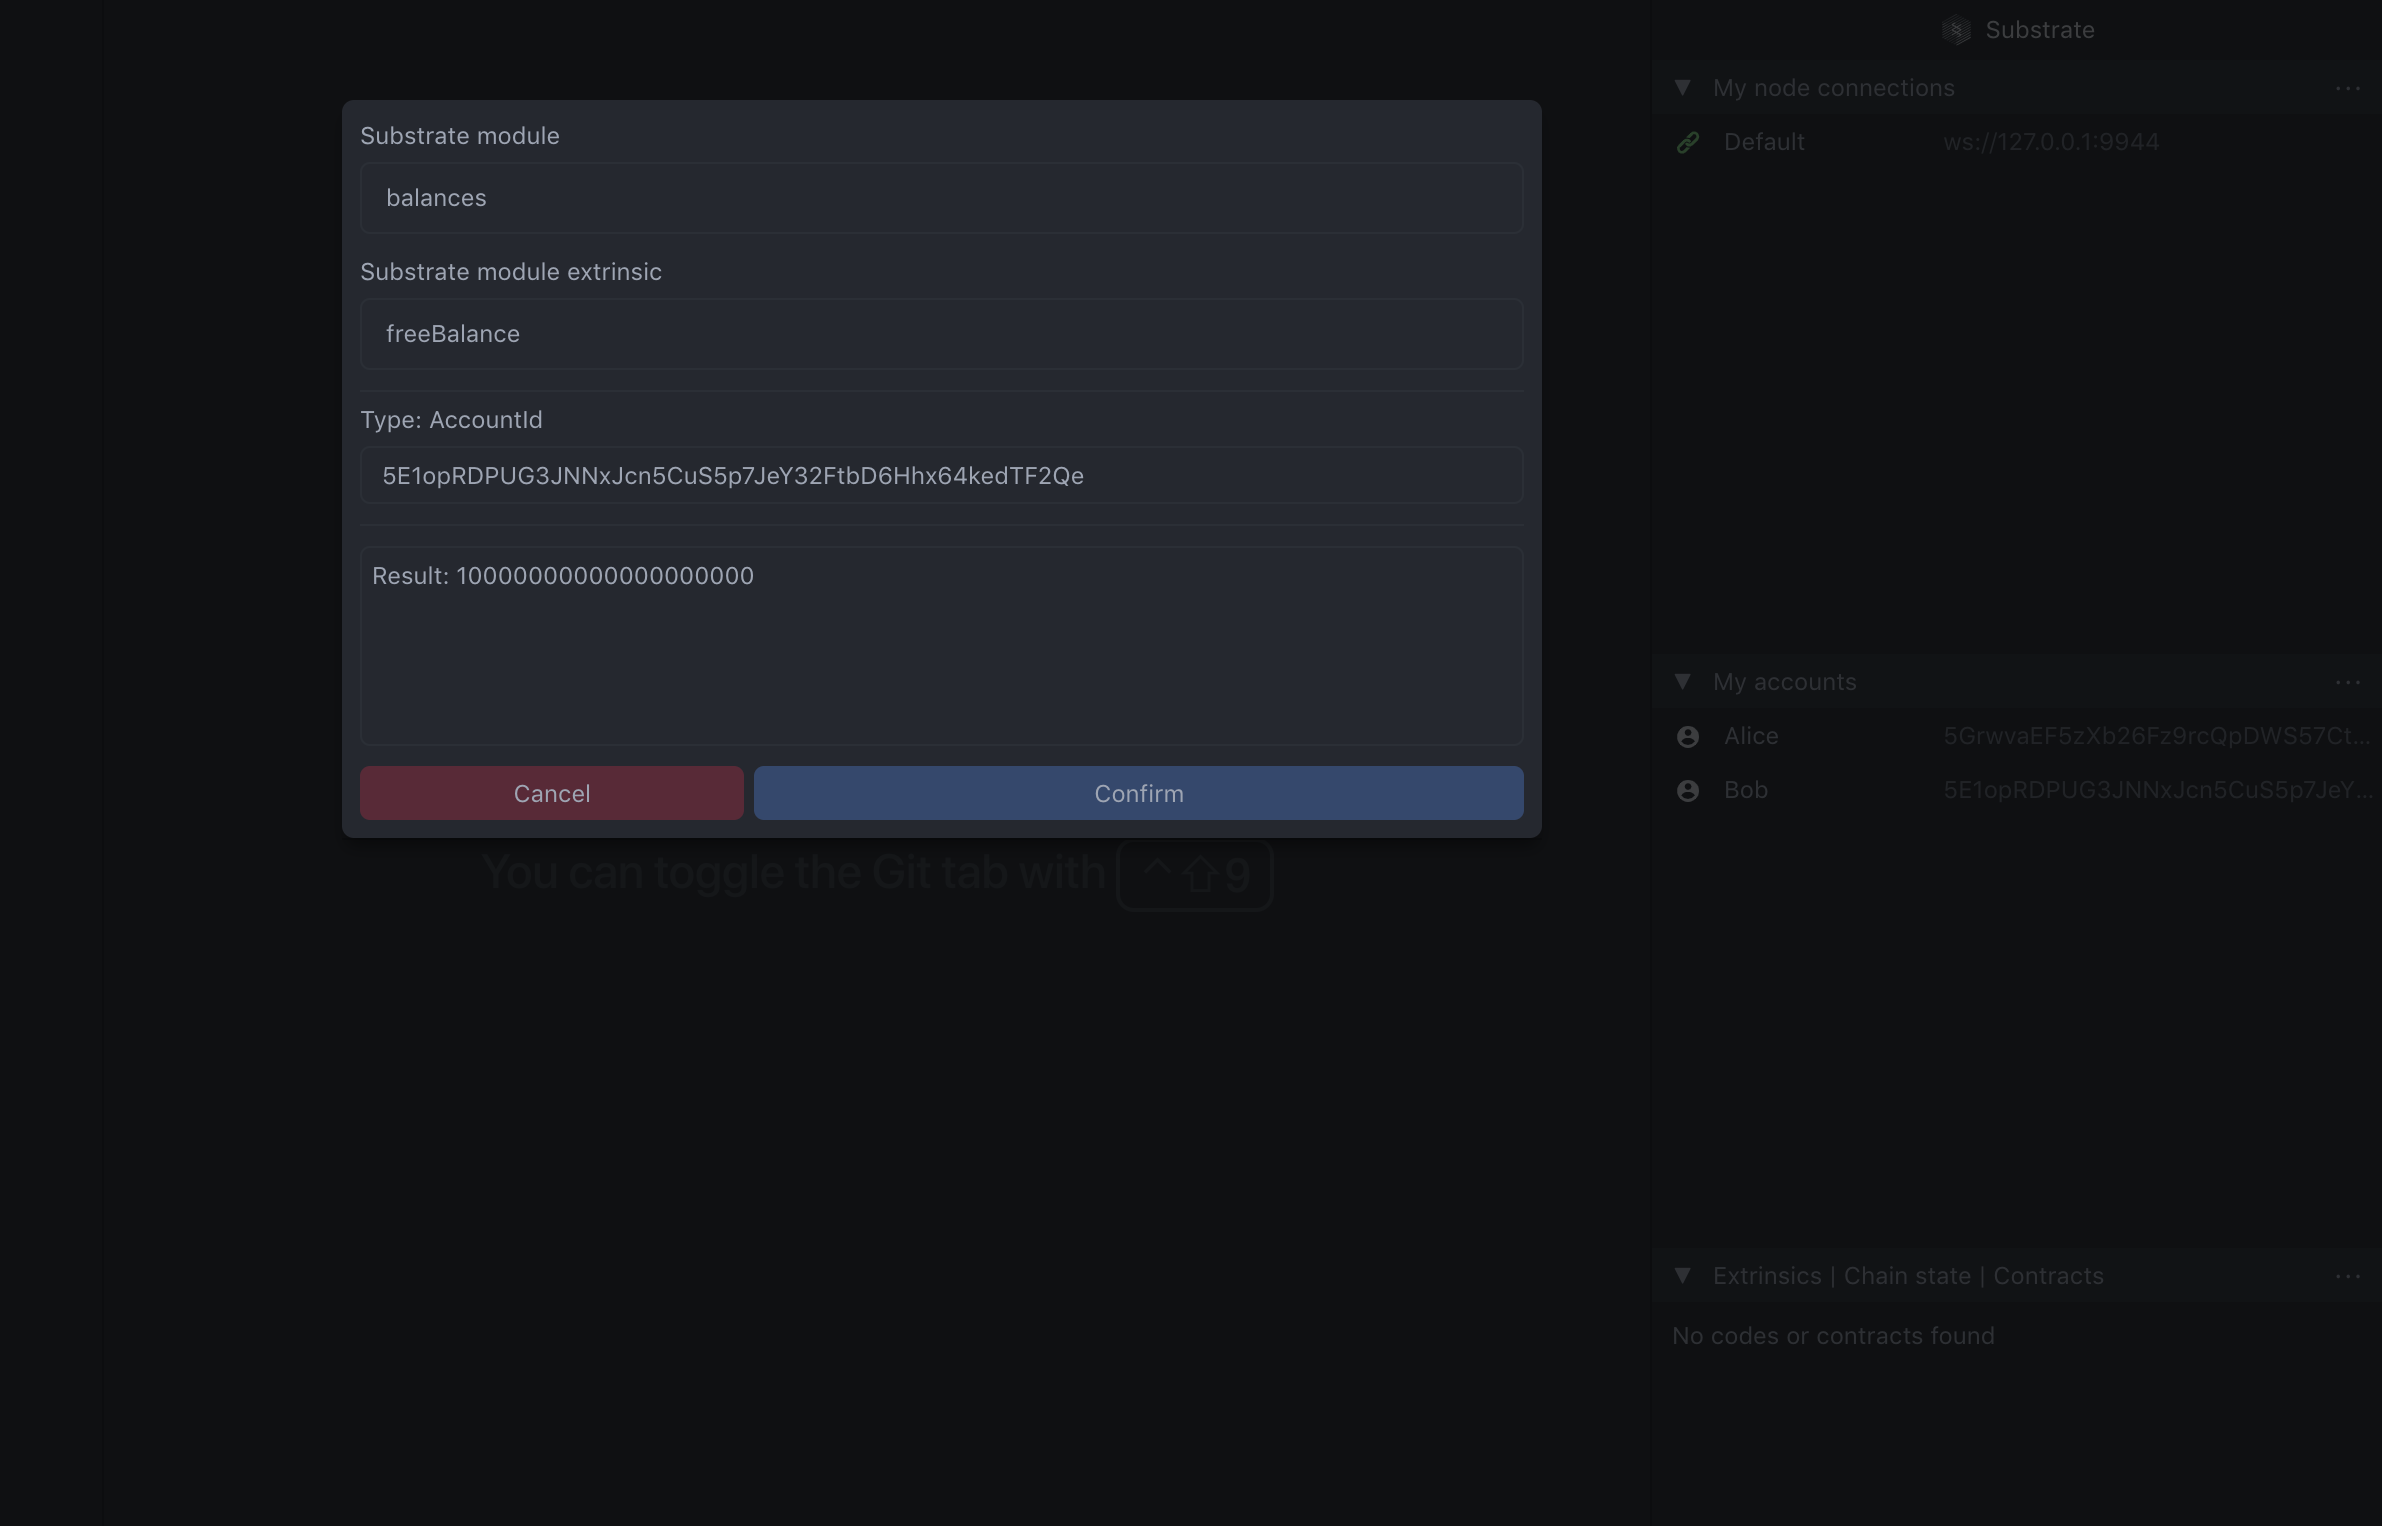 Substrate
My node connections
Default ws://127.0.0.1:9944
Substrate module
balances
Substrate module extrinsic
freeBalance
Type: AccountId
5E1opRDPUG3JNNxJcn5CuS5p7JeY32FtbD6Hhx64kedTF2Qe
Result: 10000000000000000000
Cancel Confirm
You can toggle the Git tab with ^⇧9
My accounts
Alice 5GrwvaEF5zXb26Fz9rcQpDWS57Ct...
Bob 5E1opRDPUG3JNNxJcn5CuS5p7JeY...
Extrinsics | Chain state | Contracts
No codes or contracts found